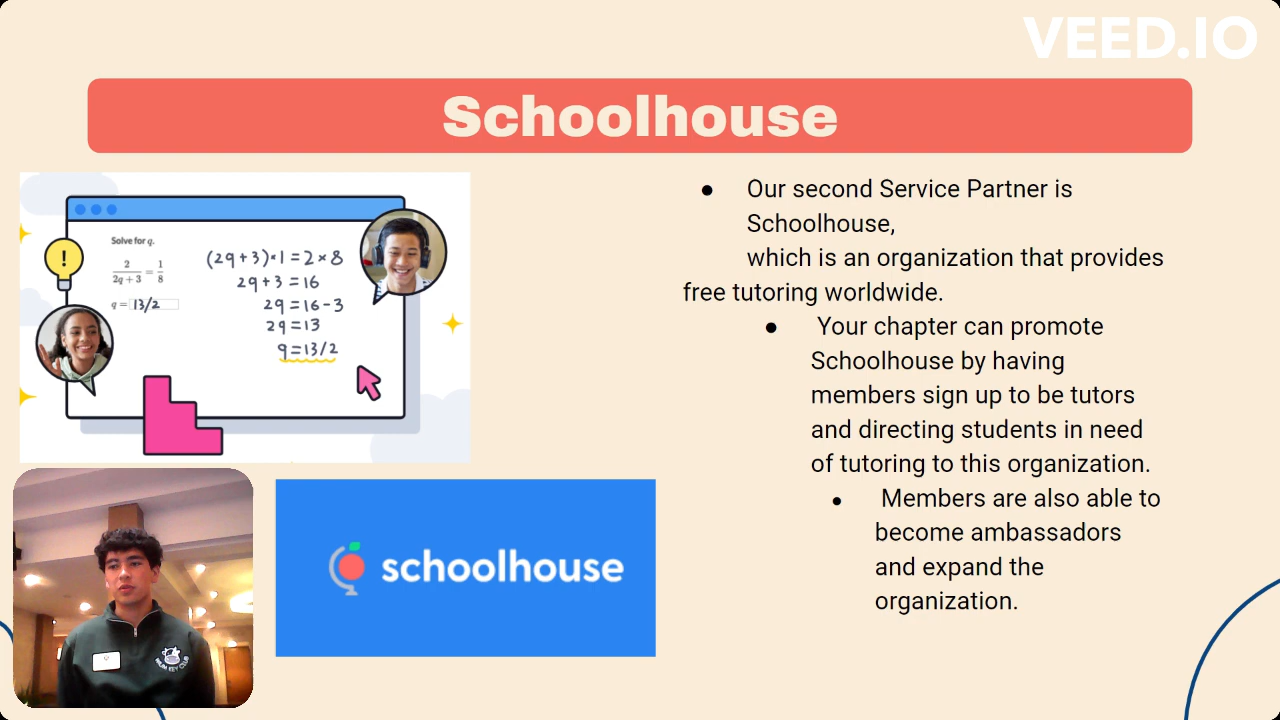 VEED.IO
Schoolhouse
Solve for q.
2
2q + 3
=
1
8
q = 13/2
(2q+3)•1=2×8
2q+3=16
2q=16-3
2q=13
q=13/2
!
schoolhouse
• Our second Service Partner is
Schoolhouse,
which is an organization that provides
free tutoring worldwide.
• Your chapter can promote
Schoolhouse by having
members sign up to be tutors
and directing students in need
of tutoring to this organization.
• Members are also able to
become ambassadors
and expand the
organization.